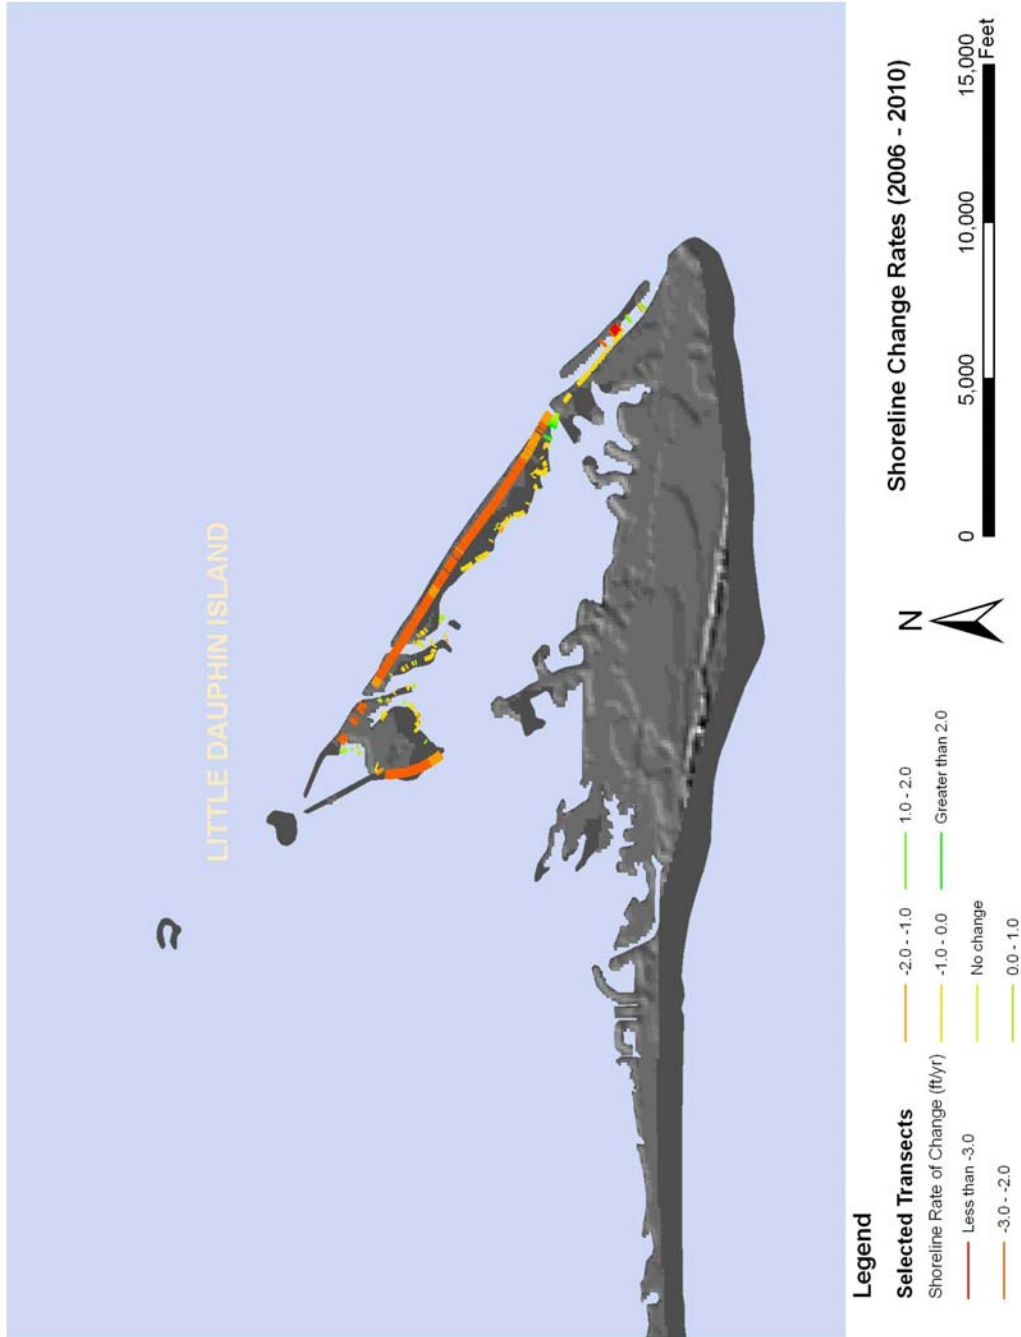 LITTLE DAUPHIN ISLAND
Legend
Selected Transects
Shoreline Rate of Change (ft/yr)
Less than -3.0
-3.0 - -2.0
-2.0 - -1.0
-1.0 - 0.0
No change
0.0 - 1.0
1.0 - 2.0
Greater than 2.0
N
Shoreline Change Rates (2006 - 2010)
0 5,000 10,000 15,000
Feet